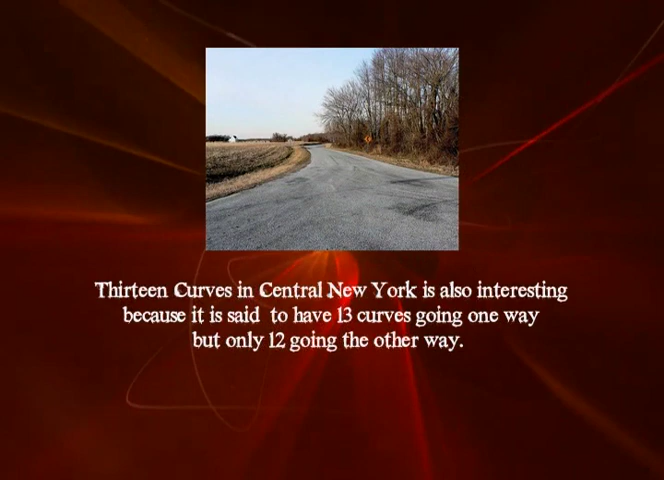 Thirteen Curves in Central New York is also interesting
because it is said  to have 13 curves going one way
but only 12 going the other way.